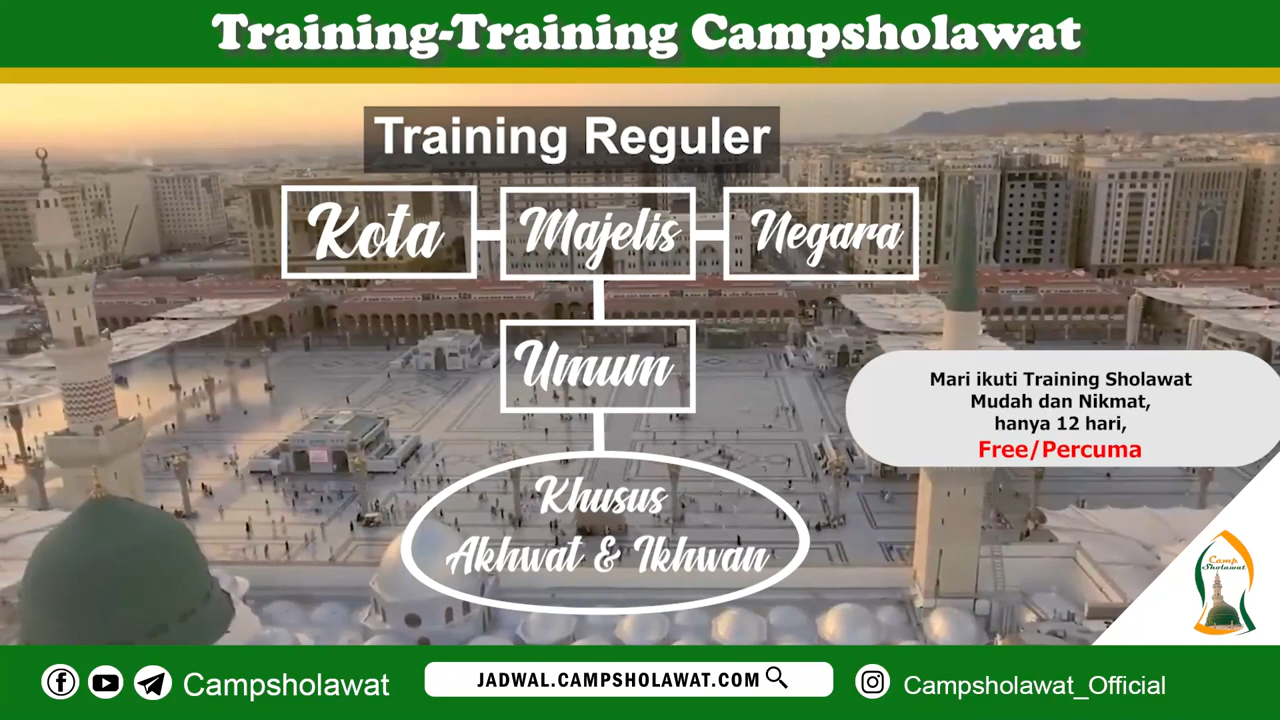 Training-Training Campsholawat
Training Reguler
Kota
Majelis
Negara
Umum
Khusus
Akhwat & Ikhwan
Mari ikuti Training Sholawat
Mudah dan Nikmat,
hanya 12 hari,
Free/Percuma
Camp
Sholawat
Campsholawat
JADWAL.CAMPSHOLAWAT.COM
Campsholawat_Official